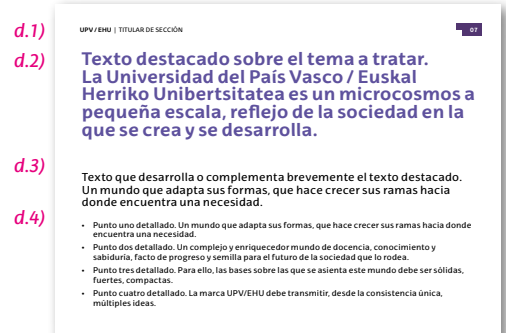 d.1)
UPV / EHU | TITULAR DE SECCIÓN
07
d.2)
Texto destacado sobre el tema a tratar.
La Universidad del País Vasco / Euskal
Herriko Unibertsitatea es un microcosmos a
pequeña escala, reflejo de la sociedad en la
que se crea y se desarrolla.
d.3)
Texto que desarrolla o complementa brevemente el texto destacado.
Un mundo que adapta sus formas, que hace crecer sus ramas hacia
donde encuentra una necesidad.
d.4)
• Punto uno detallado. Un mundo que adapta sus formas, que hace crecer sus ramas hacia donde
encuentra una necesidad.
• Punto dos detallado. Un complejo y enriquecedor mundo de docencia, conocimiento y
sabiduría, facto de progreso y semilla para el futuro de la sociedad que lo rodea.
• Punto tres detallado. Para ello, las bases sobre las que se asienta este mundo debe ser sólidas,
fuertes, compactas.
• Punto cuatro detallado. La marca UPV/EHU debe transmitir, desde la consistencia única,
múltiples ideas.